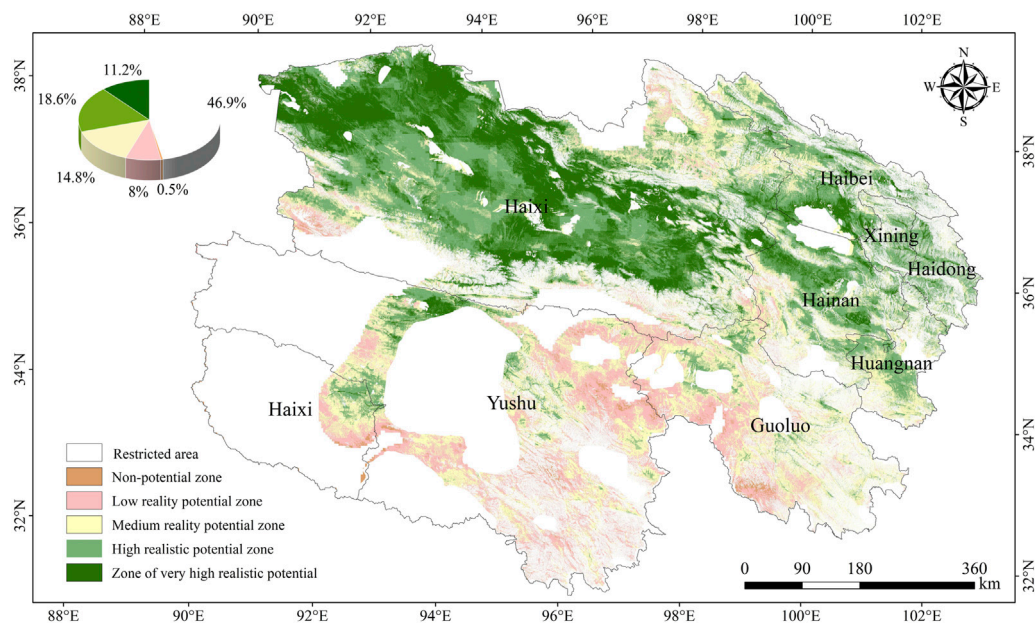 90°E 92°E 94°E 96°E 98°E 100°E 102°E
88°E
38°N
36°N
34°N
32°N
11.2%
46.9%
18.6%
14.8%
8%
0.5%
N
W E
S
38°N
36°N
34°N
32°N
Haibei
Haixi
Xining
Haidong
Hainan
Huangnan
Haixi
Yushu
Guoluo
Restricted area
Non-potential zone
Low reality potential zone
Medium reality potential zone
High realistic potential zone
Zone of very high realistic potential
0 90 180 360
km
88°E 90°E 92°E 94°E 96°E 98°E 100°E 102°E